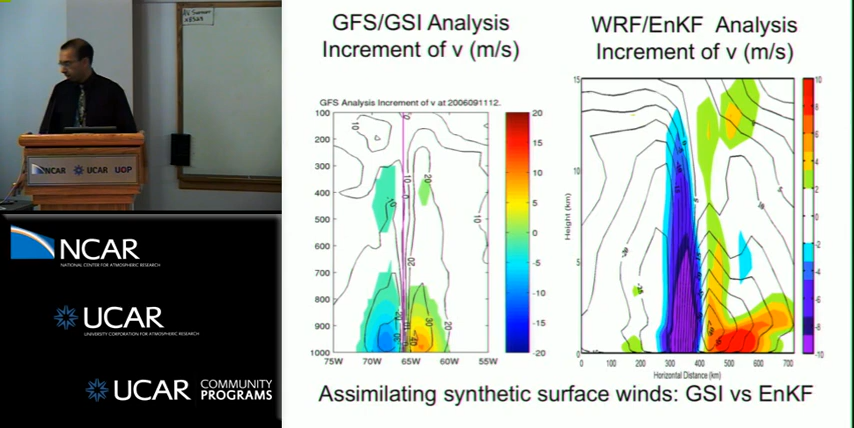 GFS/GSI Analysis
Increment of v (m/s)
WRF/EnKF Analysis
Increment of v (m/s)
GFS Analysis Increment of v at 2006091112.
100
200
300
400
500
600
700
800
900
1000
75W 70W 65W 60W 55W
20
15
10
5
0
-5
-10
-15
-20
Height (km)
15
10
5
0
0 100 200 300 400 500 600 700
Horizontal Distance (km)
10
8
6
4
2
0
-2
-4
-6
-8
-10
Assimilating synthetic surface winds: GSI vs EnKF
NCAR UCAR UOP
NCAR
NATIONAL CENTER FOR ATMOSPHERIC RESEARCH
UCAR
UNIVERSITY CORPORATION FOR ATMOSPHERIC RESEARCH
UCAR COMMUNITY
PROGRAMS